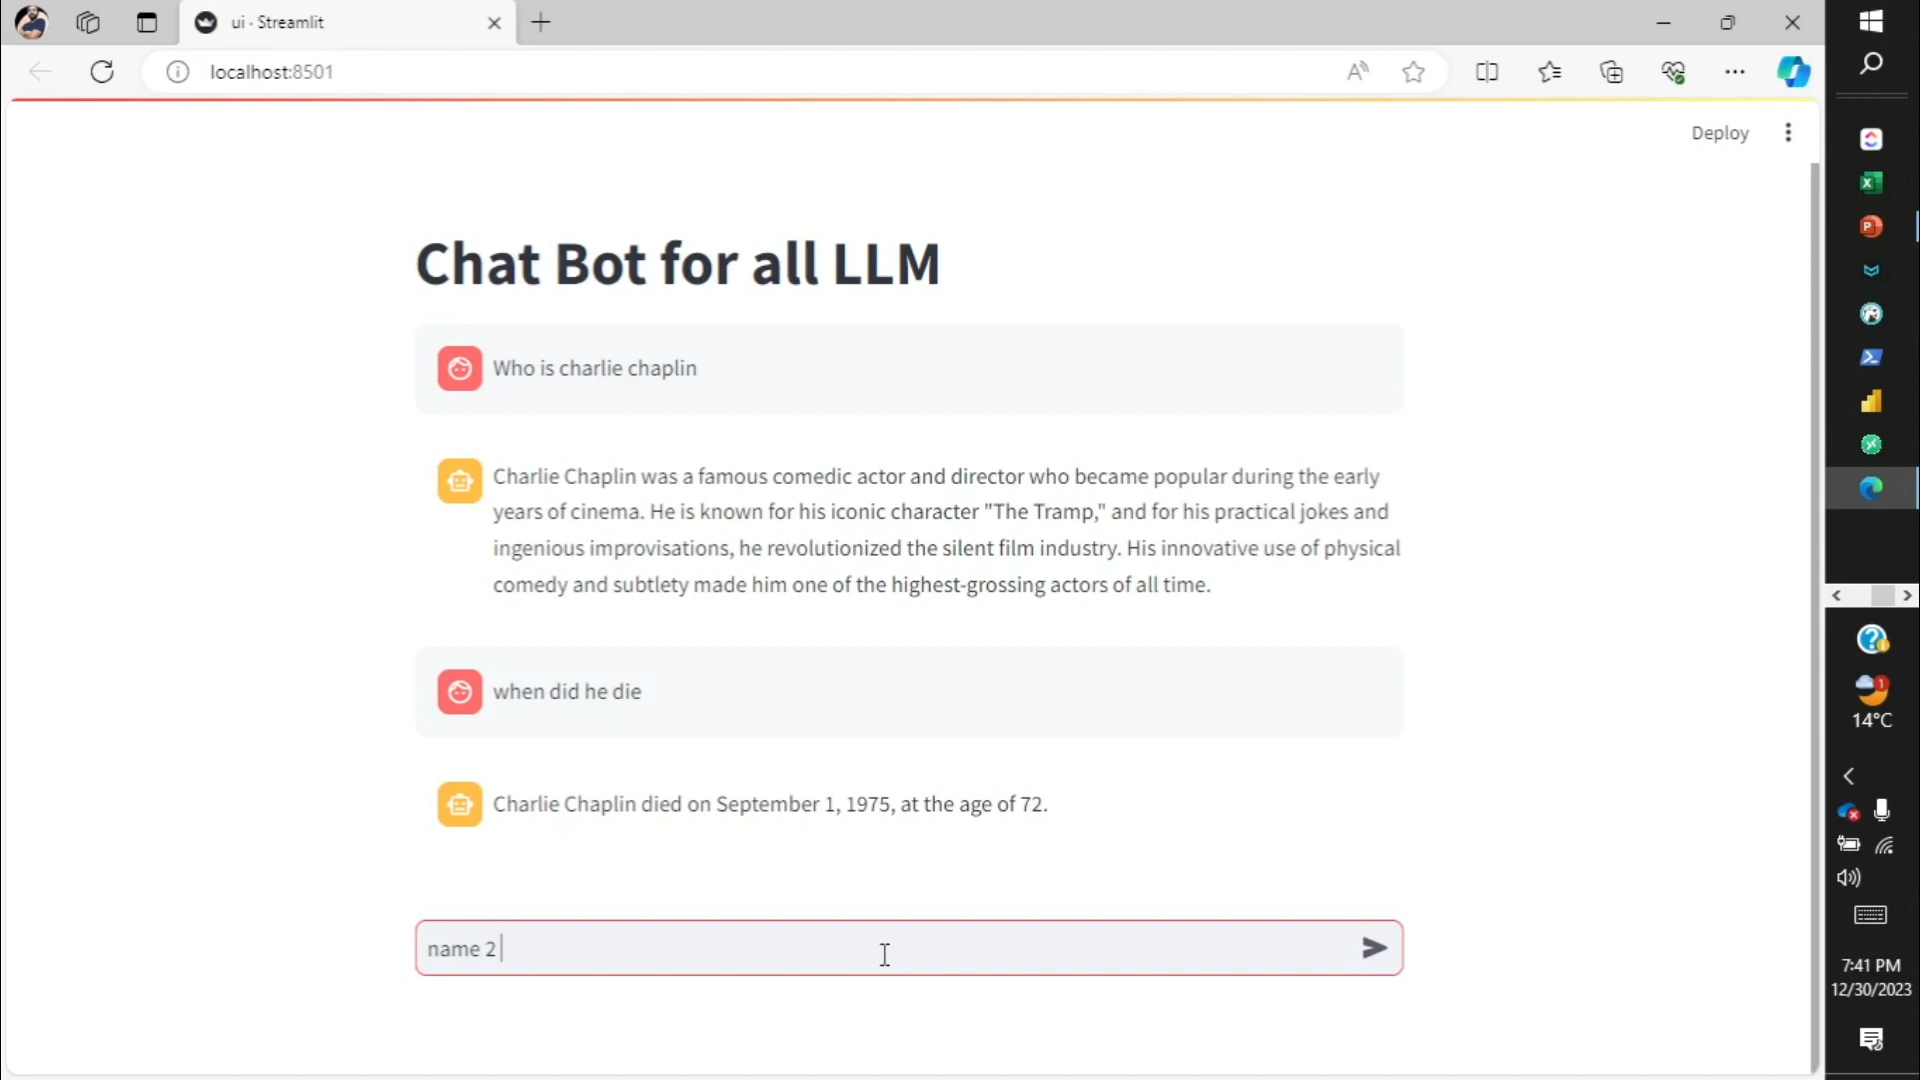 ui · Streamlit
localhost:8501
Deploy
Chat Bot for all LLM
Who is charlie chaplin
Charlie Chaplin was a famous comedic actor and director who became popular during the early
years of cinema. He is known for his iconic character "The Tramp," and for his practical jokes and
ingenious improvisations, he revolutionized the silent film industry. His innovative use of physical
comedy and subtlety made him one of the highest-grossing actors of all time.
when did he die
Charlie Chaplin died on September 1, 1975, at the age of 72.
name 2
1
14°C
7:41 PM
12/30/2023